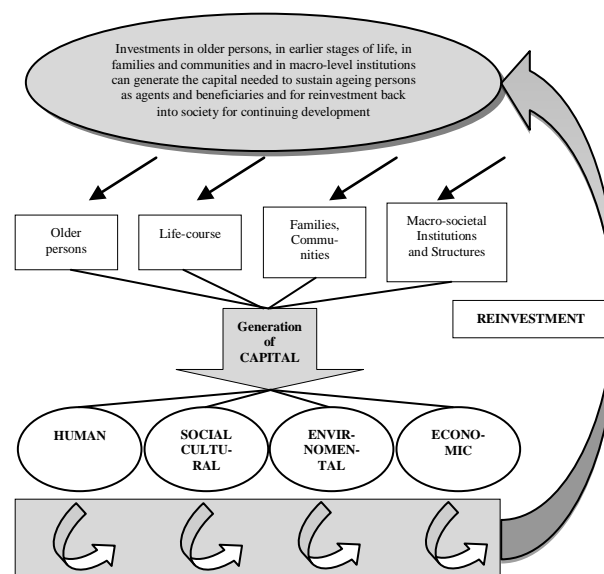 Investments in older persons, in earlier stages of life, in
families and communities and in macro-level institutions
can generate the capital needed to sustain ageing persons
as agents and beneficiaries and for reinvestment back
into society for continuing development
Older
persons
Life-course
Families,
Commu-
nities
Macro-societal
Institutions
and Structures
REINVESTMENT
Generation
of
CAPITAL
HUMAN
SOCIAL
CULTU-
RAL
ENVIR-
NOMEN-
TAL
ECONO-
MIC